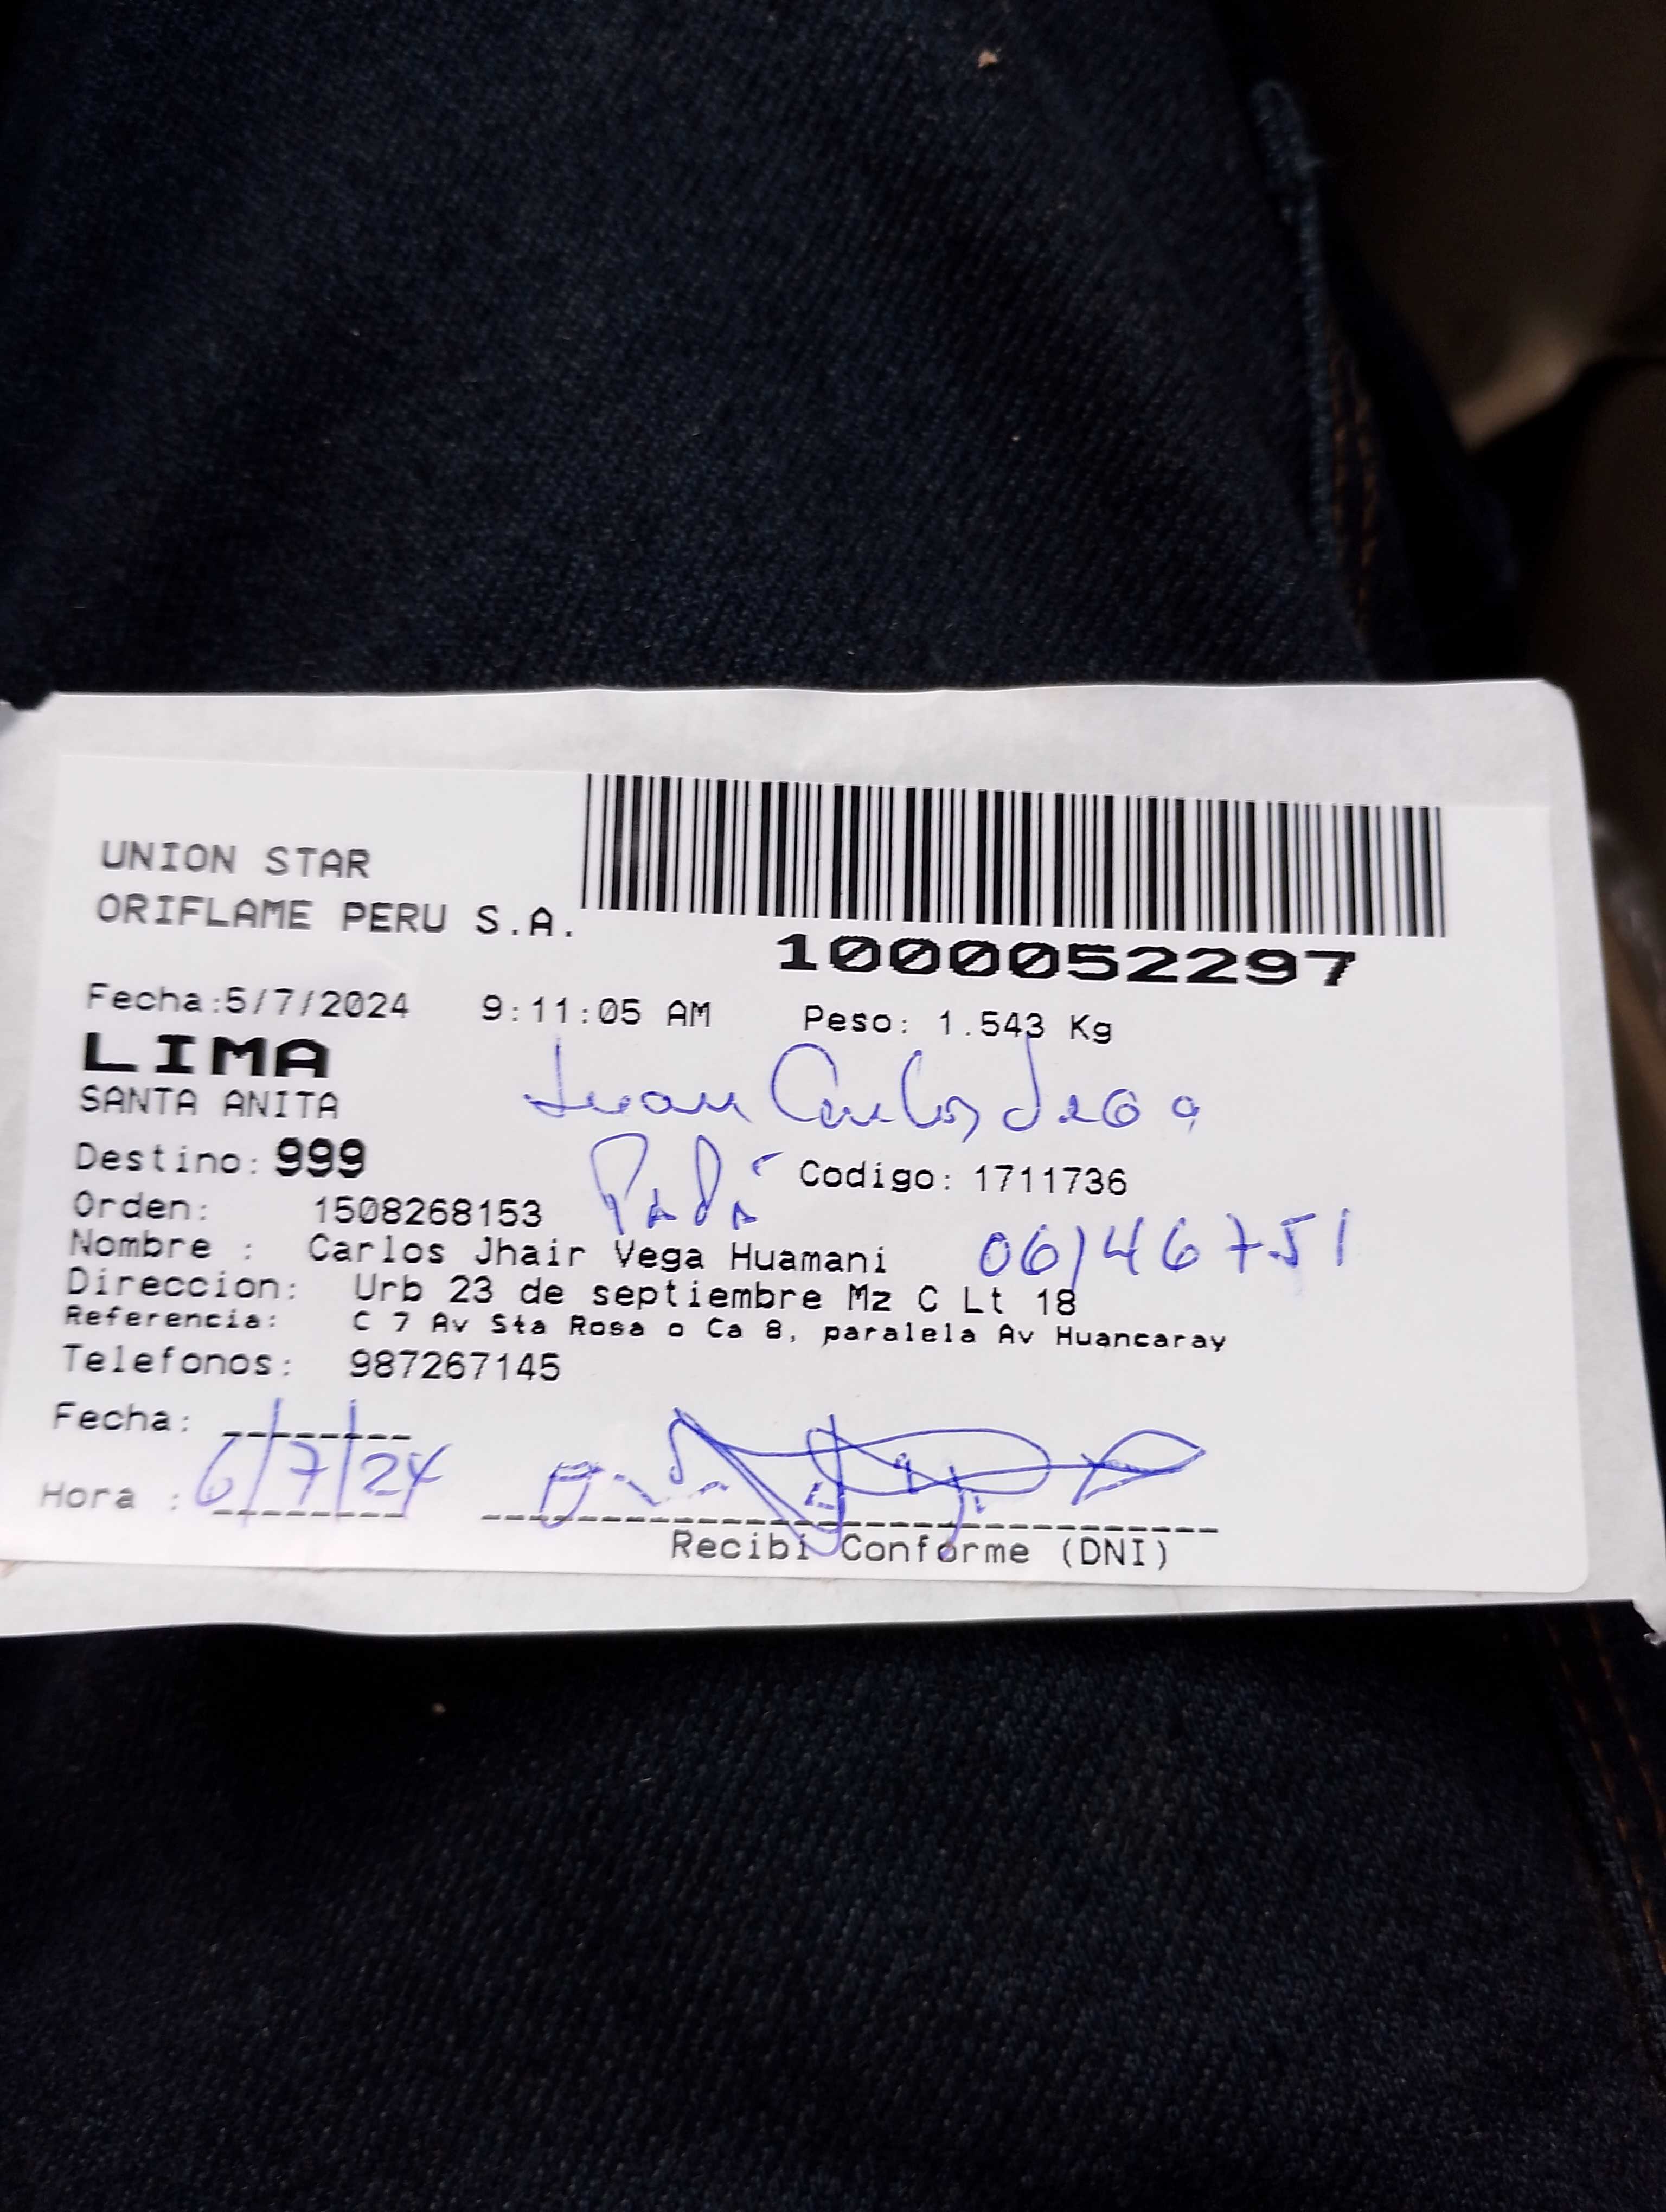 UNION STAR
ORIFLAME PERU S.A.
1000052297
Fecha:5/7/2024 9:11:05 AM Peso: 1.543 Kg
LIMA
SANTA ANITA
Juan Carlos
Destino: 999
Papá
Codigo: 1711736
Orden: 1508268153
Nombre : Carlos Jhair Vega Huamani
06146751
Direccion: Urb 23 de septiembre Mz C Lt 18
Referencia: C 7 Av Sta Rosa o Ca 8, paralela Av Huancaray
Telefonos: 987267145
Fecha:
6/7/24
Hora :
Recibi Conforme (DNI)